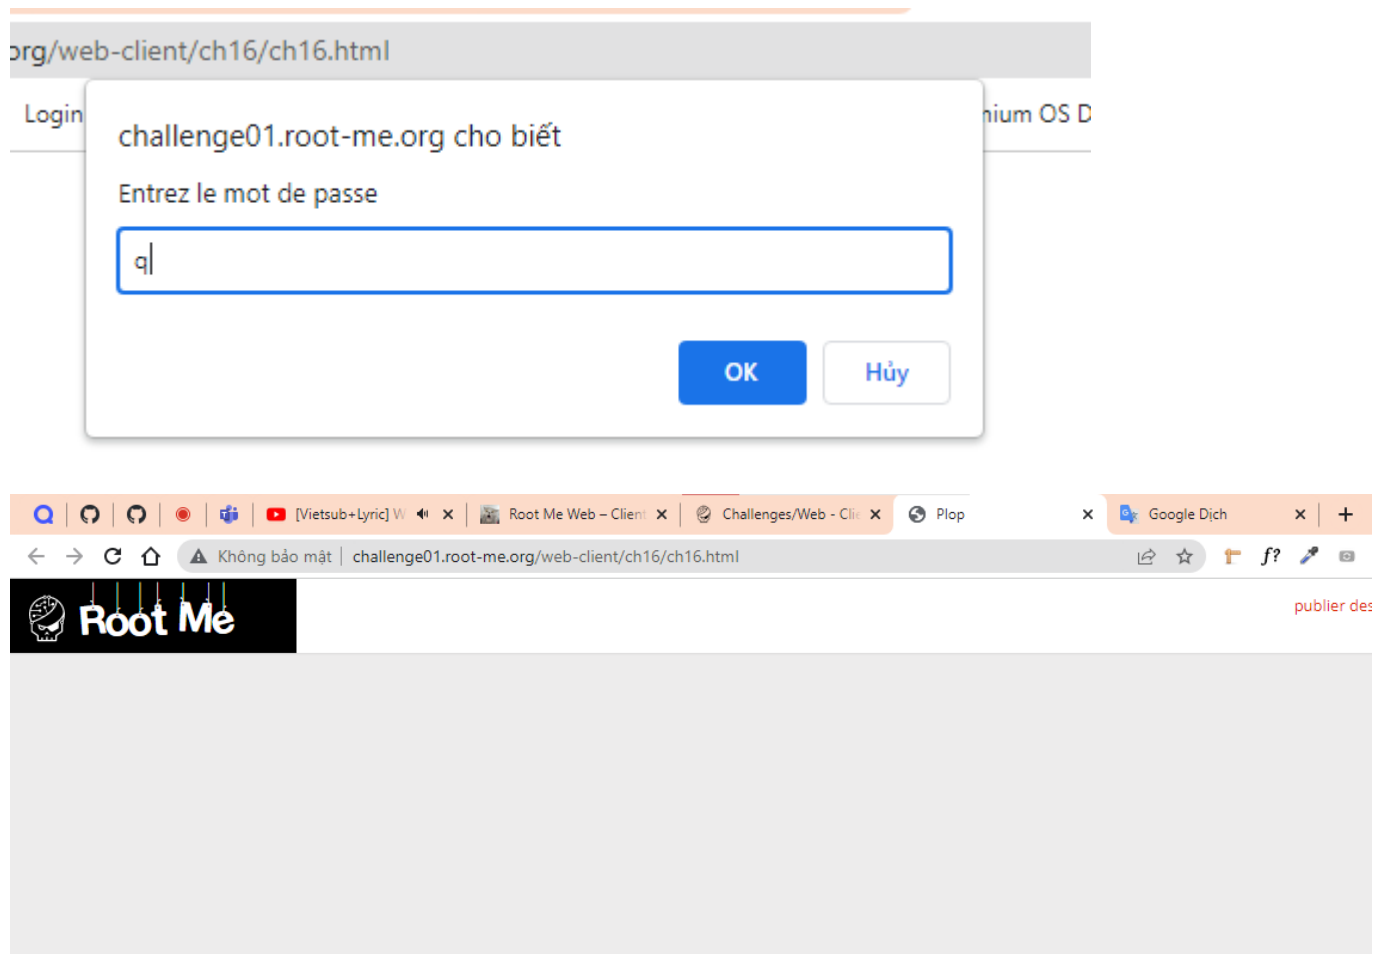 org/web-client/ch16/ch16.html
Login
nium OS D
challenge01.root-me.org cho biết
Entrez le mot de passe
q
OK Hủy
[Vietsub+Lyric] W Root Me Web – Client Challenges/Web - Clie Plop Google Dịch
Không bảo mật challenge01.root-me.org/web-client/ch16/ch16.html f?
Root Me
publier des